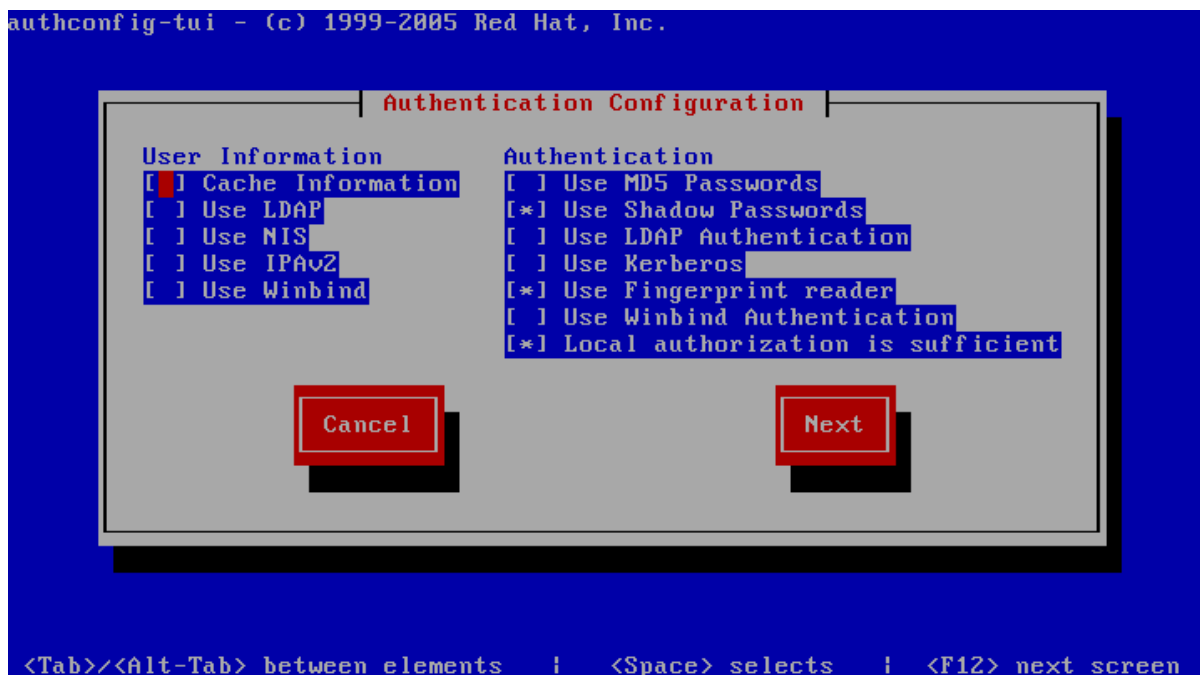 authconfig-tui - (c) 1999-2005 Red Hat, Inc.
Authentication Configuration
User Information
[ ] Cache Information
[ ] Use LDAP
[ ] Use NIS
[ ] Use IPAv2
[ ] Use Winbind
Authentication
[ ] Use MD5 Passwords
[*] Use Shadow Passwords
[ ] Use LDAP Authentication
[ ] Use Kerberos
[*] Use Fingerprint reader
[ ] Use Winbind Authentication
[*] Local authorization is sufficient
Cancel
Next
<Tab>/<Alt-Tab> between elements | <Space> selects | <F12> next screen